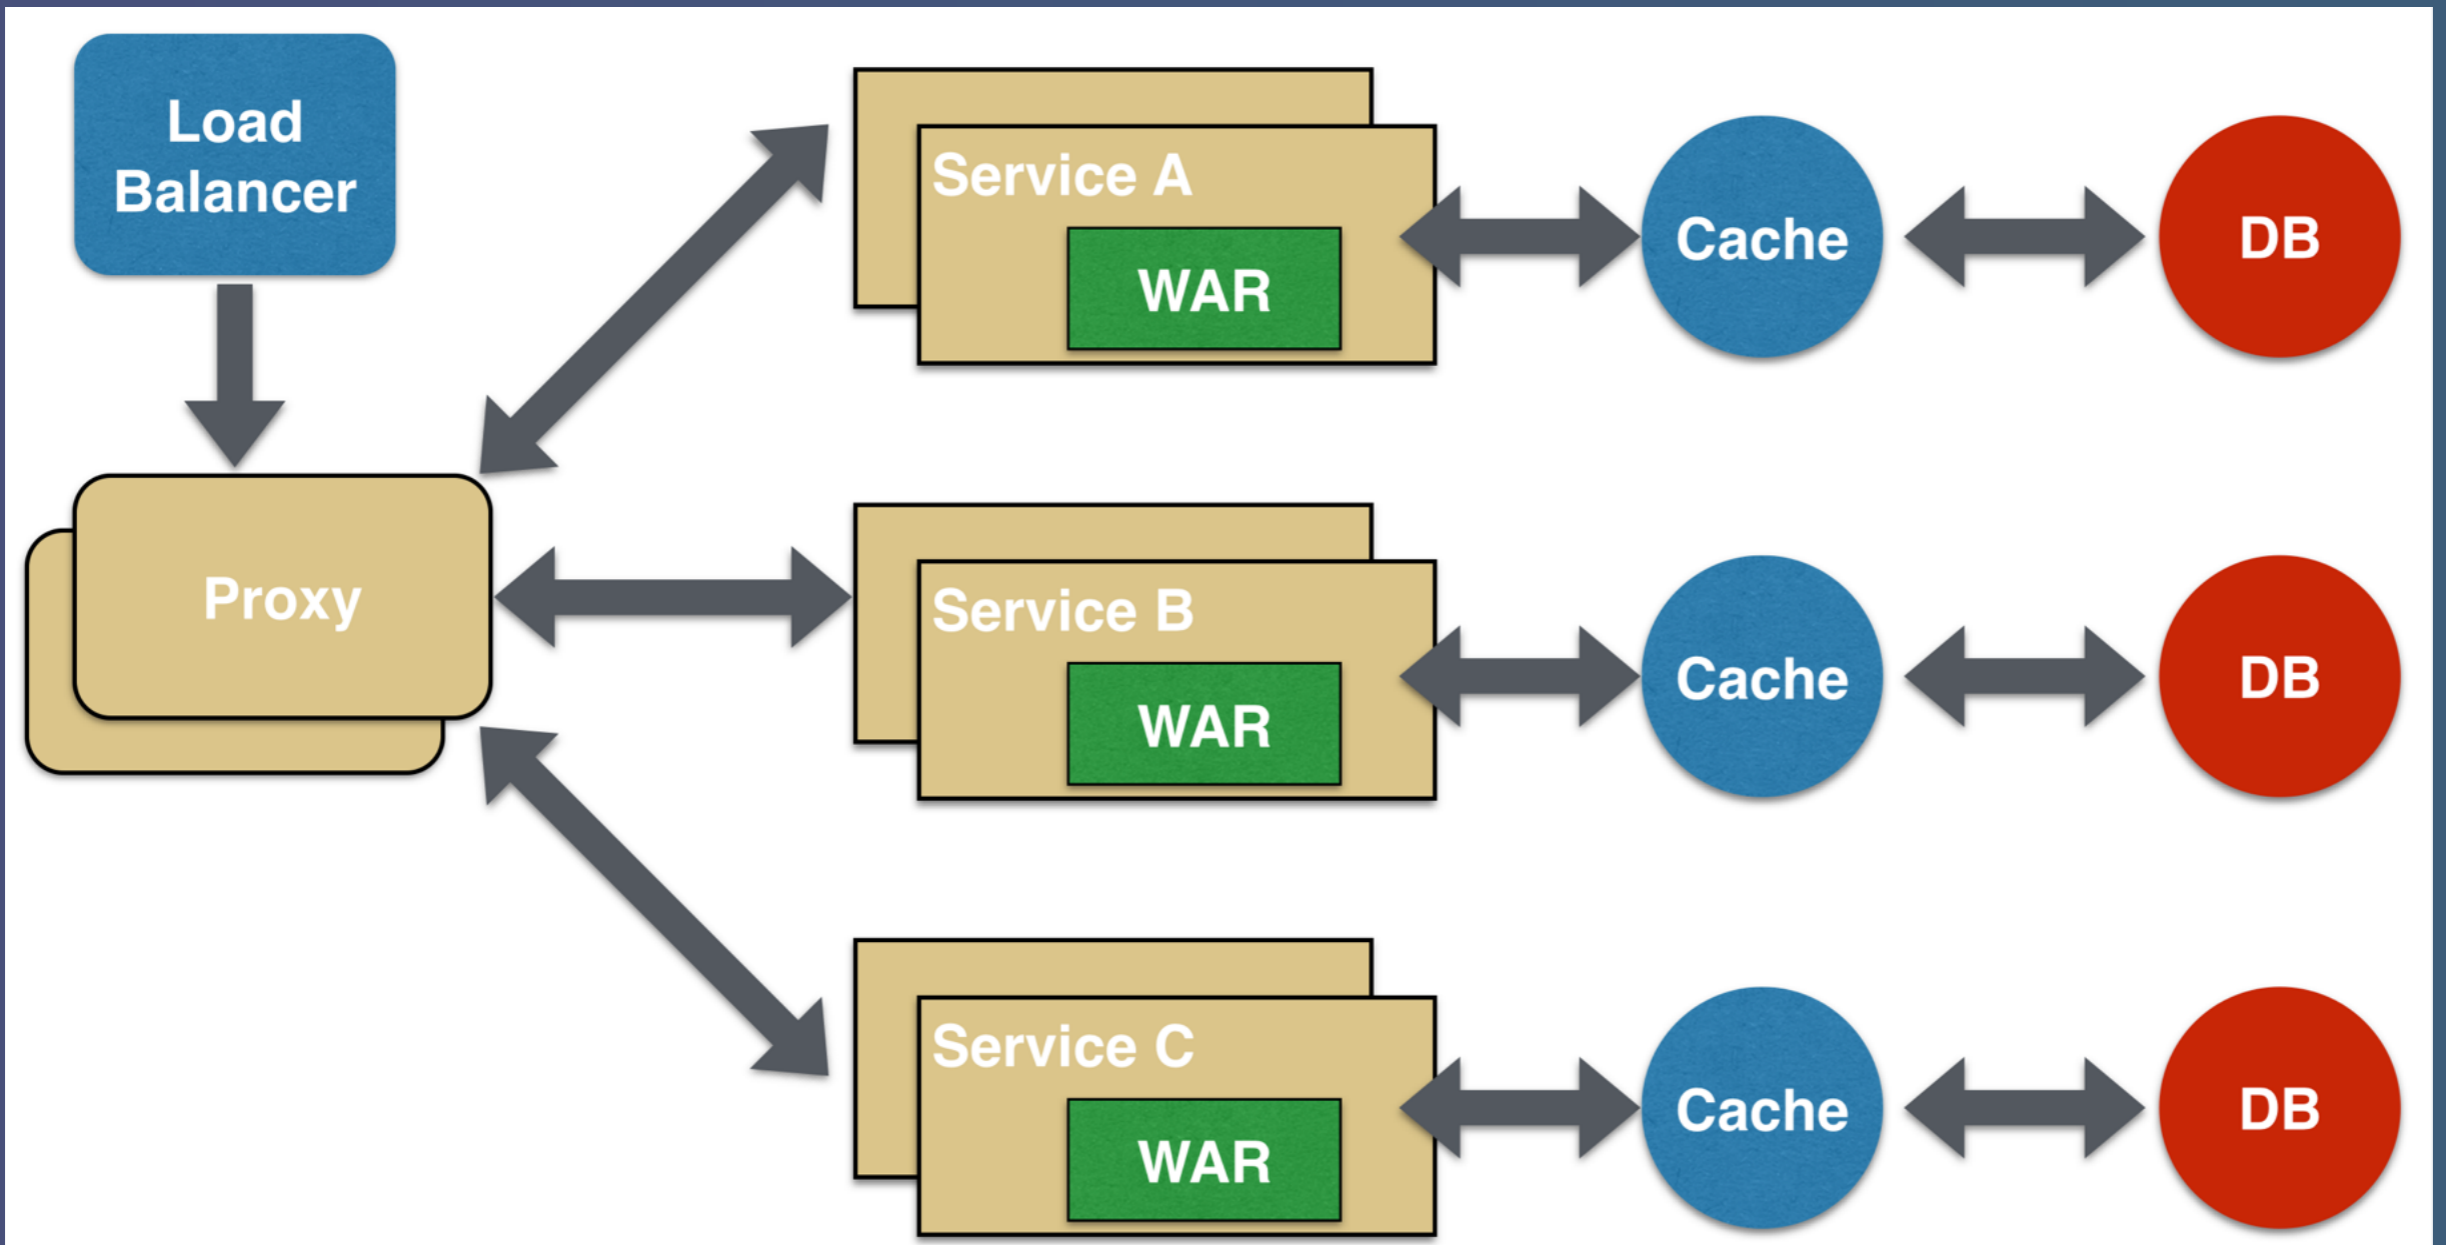 Load
Balancer
Proxy
Service A
WAR
Cache
DB
Service B
WAR
Cache
DB
Service C
WAR
Cache
DB